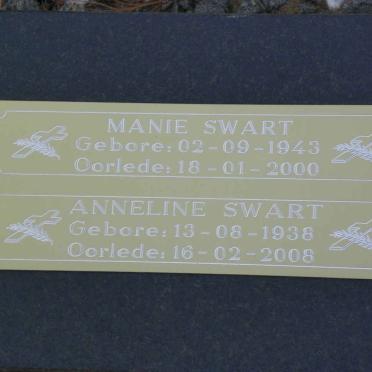 MANIE SWART
Gebore: 02-09-1943
Oorlede: 18-01-2000
ANNELINE SWART
Gebore: 13-08-1938
Oorlede: 16-02-2008